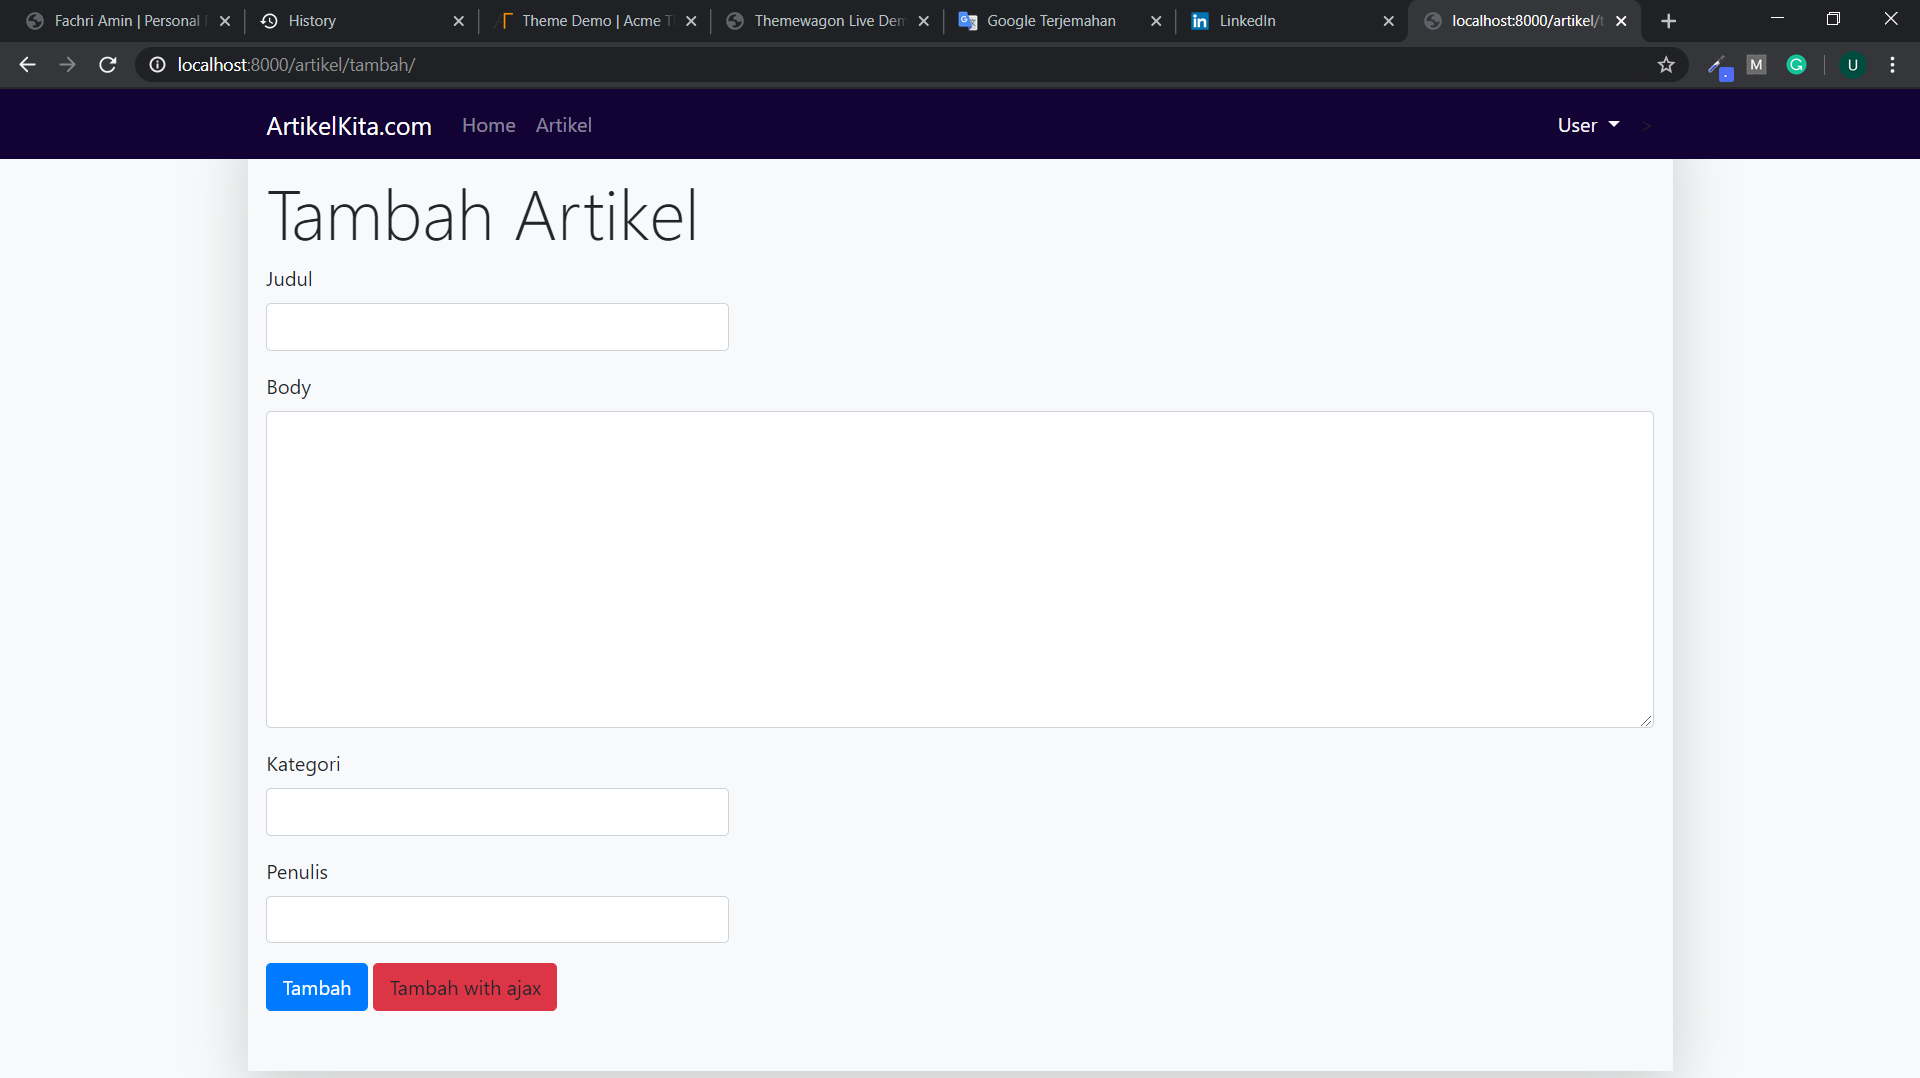 Fachri Amin | Personal
History
Theme Demo | Acme T
Themewagon Live Dem
Google Terjemahan
LinkedIn
localhost:8000/artikel/t
localhost:8000/artikel/tambah/
M
G
U
ArtikelKita.com Home Artikel User >
Tambah Artikel
Judul
Body
Kategori
Penulis
Tambah Tambah with ajax